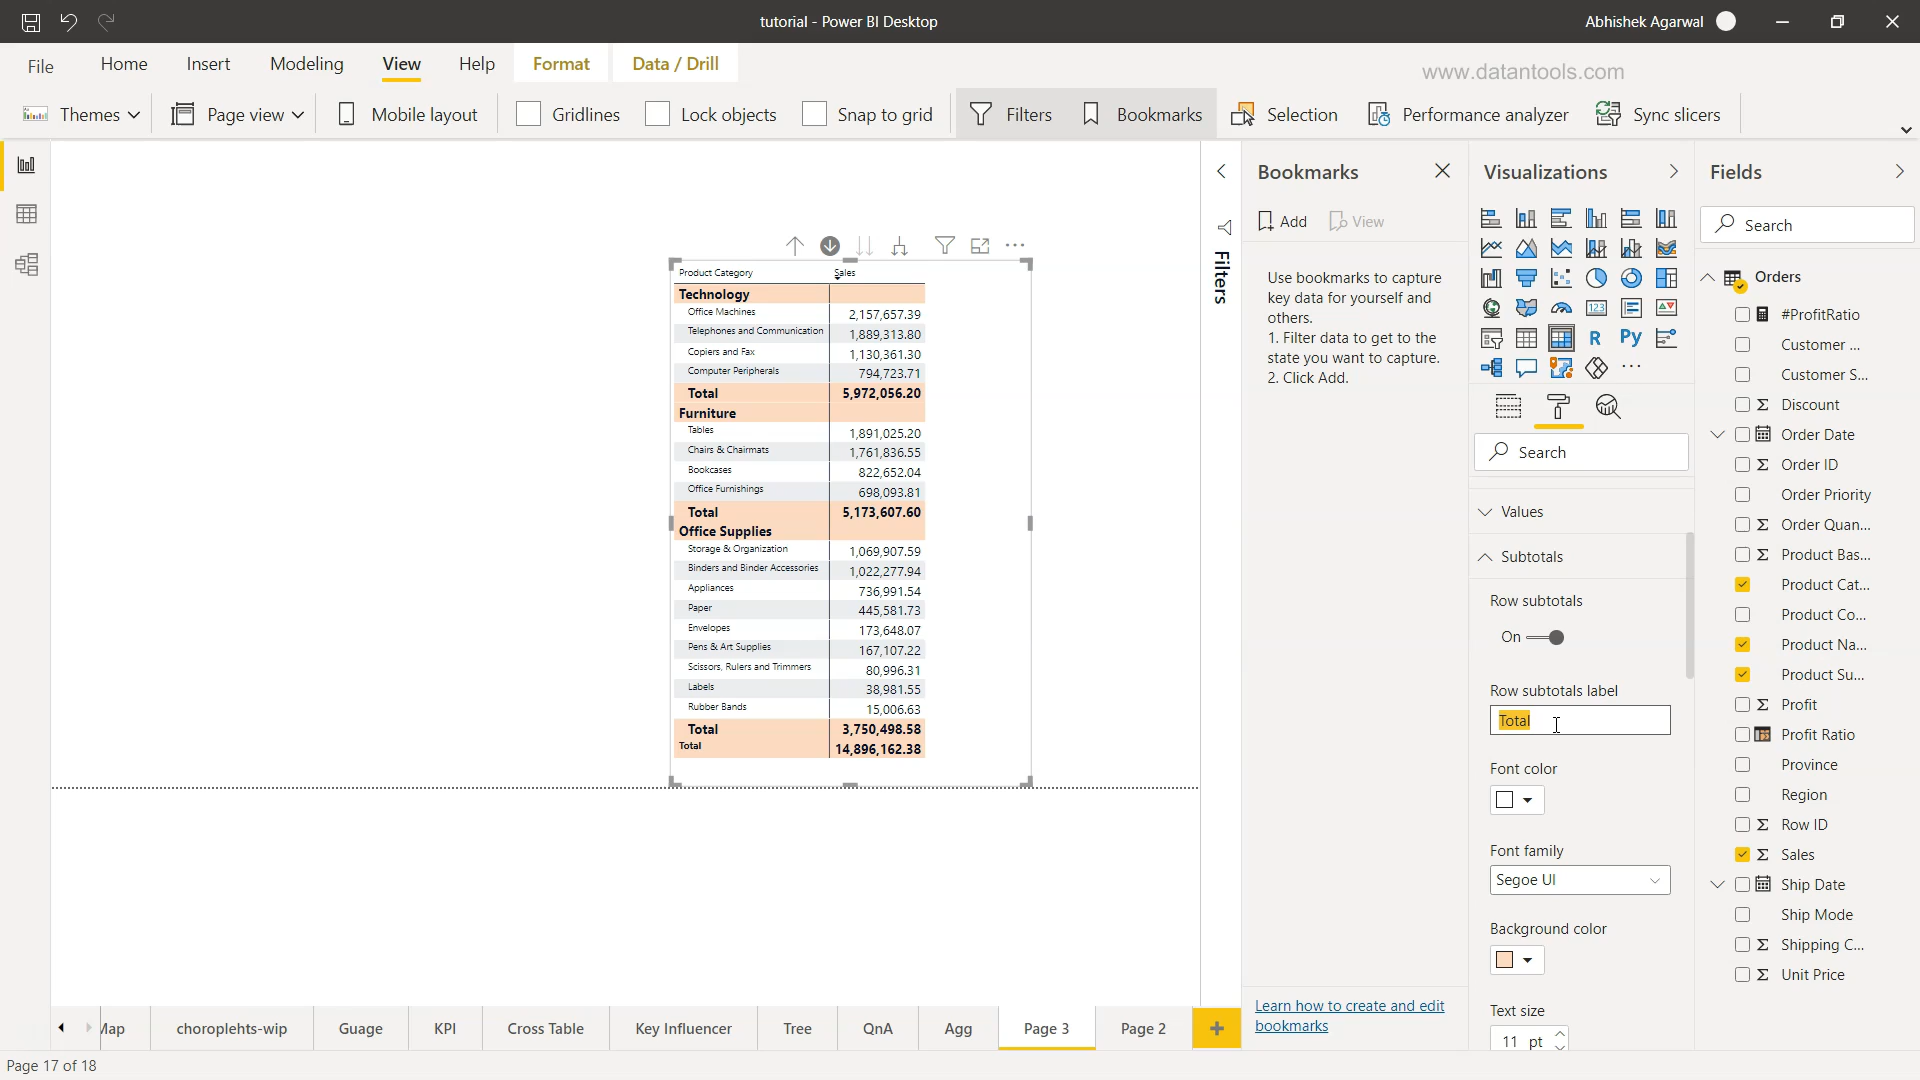 tutorial - Power BI Desktop
Abhishek Agarwal
File Home Insert Modeling View Help Format Data / Drill
www.datantools.com
Themes Page view Mobile layout Gridlines Lock objects Snap to grid Filters Bookmarks Selection Performance analyzer Sync slicers
Product Category Sales
Technology
Office Machines 2,157,657.39
Telephones and Communication 1,889,313.80
Copiers and Fax 1,130,361.30
Computer Peripherals 794,723.71
Total 5,972,056.20
Furniture
Tables 1,891,025.20
Chairs & Chairmats 1,761,836.55
Bookcases 822,652.04
Office Furnishings 698,093.81
Total 5,173,607.60
Office Supplies
Storage & Organization 1,069,907.59
Binders and Binder Accessories 1,022,277.94
Appliances 736,991.54
Paper 445,581.73
Envelopes 173,648.07
Pens & Art Supplies 167,107.22
Scissors, Rulers and Trimmers 80,996.31
Labels 38,981.55
Rubber Bands 15,006.63
Total 3,750,498.58
Total 14,896,162.38
Filters
Bookmarks
Add View
Use bookmarks to capture
key data for yourself and
others.
1. Filter data to get to the
state you want to capture.
2. Click Add.
Learn how to create and edit
bookmarks
Visualizations
123
R Py
Search
Values
Subtotals
Row subtotals
On
Row subtotals label
Total
Font color
Font family
Segoe UI
Background color
Text size
11 pt
Fields
Search
Orders
#ProfitRatio
Customer ...
Customer S...
Discount
Order Date
Order ID
Order Priority
Order Quan...
Product Bas...
Product Cat...
Product Co...
Product Na...
Product Su...
Profit
Profit Ratio
Province
Region
Row ID
Sales
Ship Date
Ship Mode
Shipping C...
Unit Price
choroplehts-wip Guage KPI Cross Table Key Influencer Tree QnA Agg Page 3 Page 2 +
Page 17 of 18